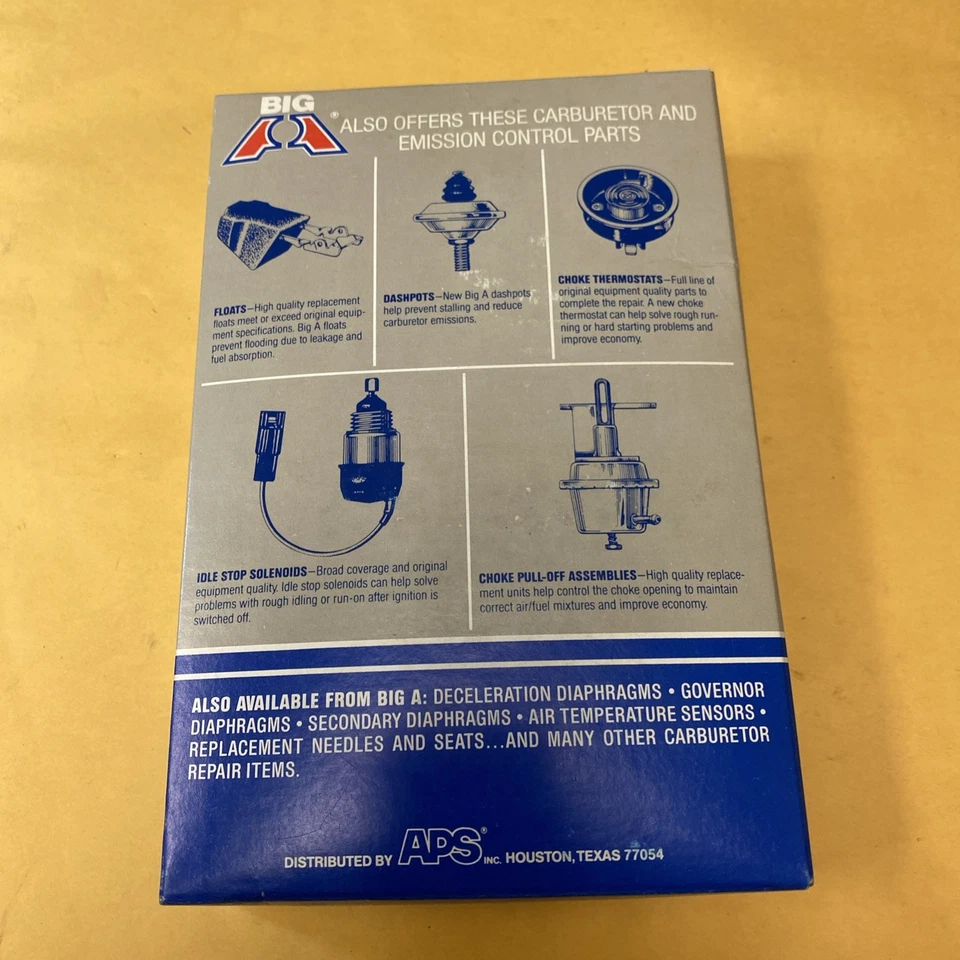 BIG A®
ALSO OFFERS THESE CARBURETOR AND
EMISSION CONTROL PARTS
FLOATS—High quality replacement
floats meet or exceed original equip-
ment specifications. Big A floats
prevent flooding due to leakage and
fuel absorption.
DASHPOTS—New Big A dashpots
help prevent stalling and reduce
carburetor emissions.
CHOKE THERMOSTATS—Full line of
original equipment quality parts to
complete the repair. A new choke
thermostat can help solve rough run-
ning or hard starting problems and
improve economy.
IDLE STOP SOLENOIDS—Broad coverage and original
equipment quality. Idle stop solenoids can help solve
problems with rough idling or run-on after ignition is
switched off.
CHOKE PULL-OFF ASSEMBLIES—High quality replace-
ment units help control the choke opening to maintain
correct air/fuel mixtures and improve economy.
ALSO AVAILABLE FROM BIG A: DECELERATION DIAPHRAGMS • GOVERNOR
DIAPHRAGMS • SECONDARY DIAPHRAGMS • AIR TEMPERATURE SENSORS •
REPLACEMENT NEEDLES AND SEATS...AND MANY OTHER CARBURETOR
REPAIR ITEMS.
DISTRIBUTED BY APS® INC. HOUSTON, TEXAS 77054